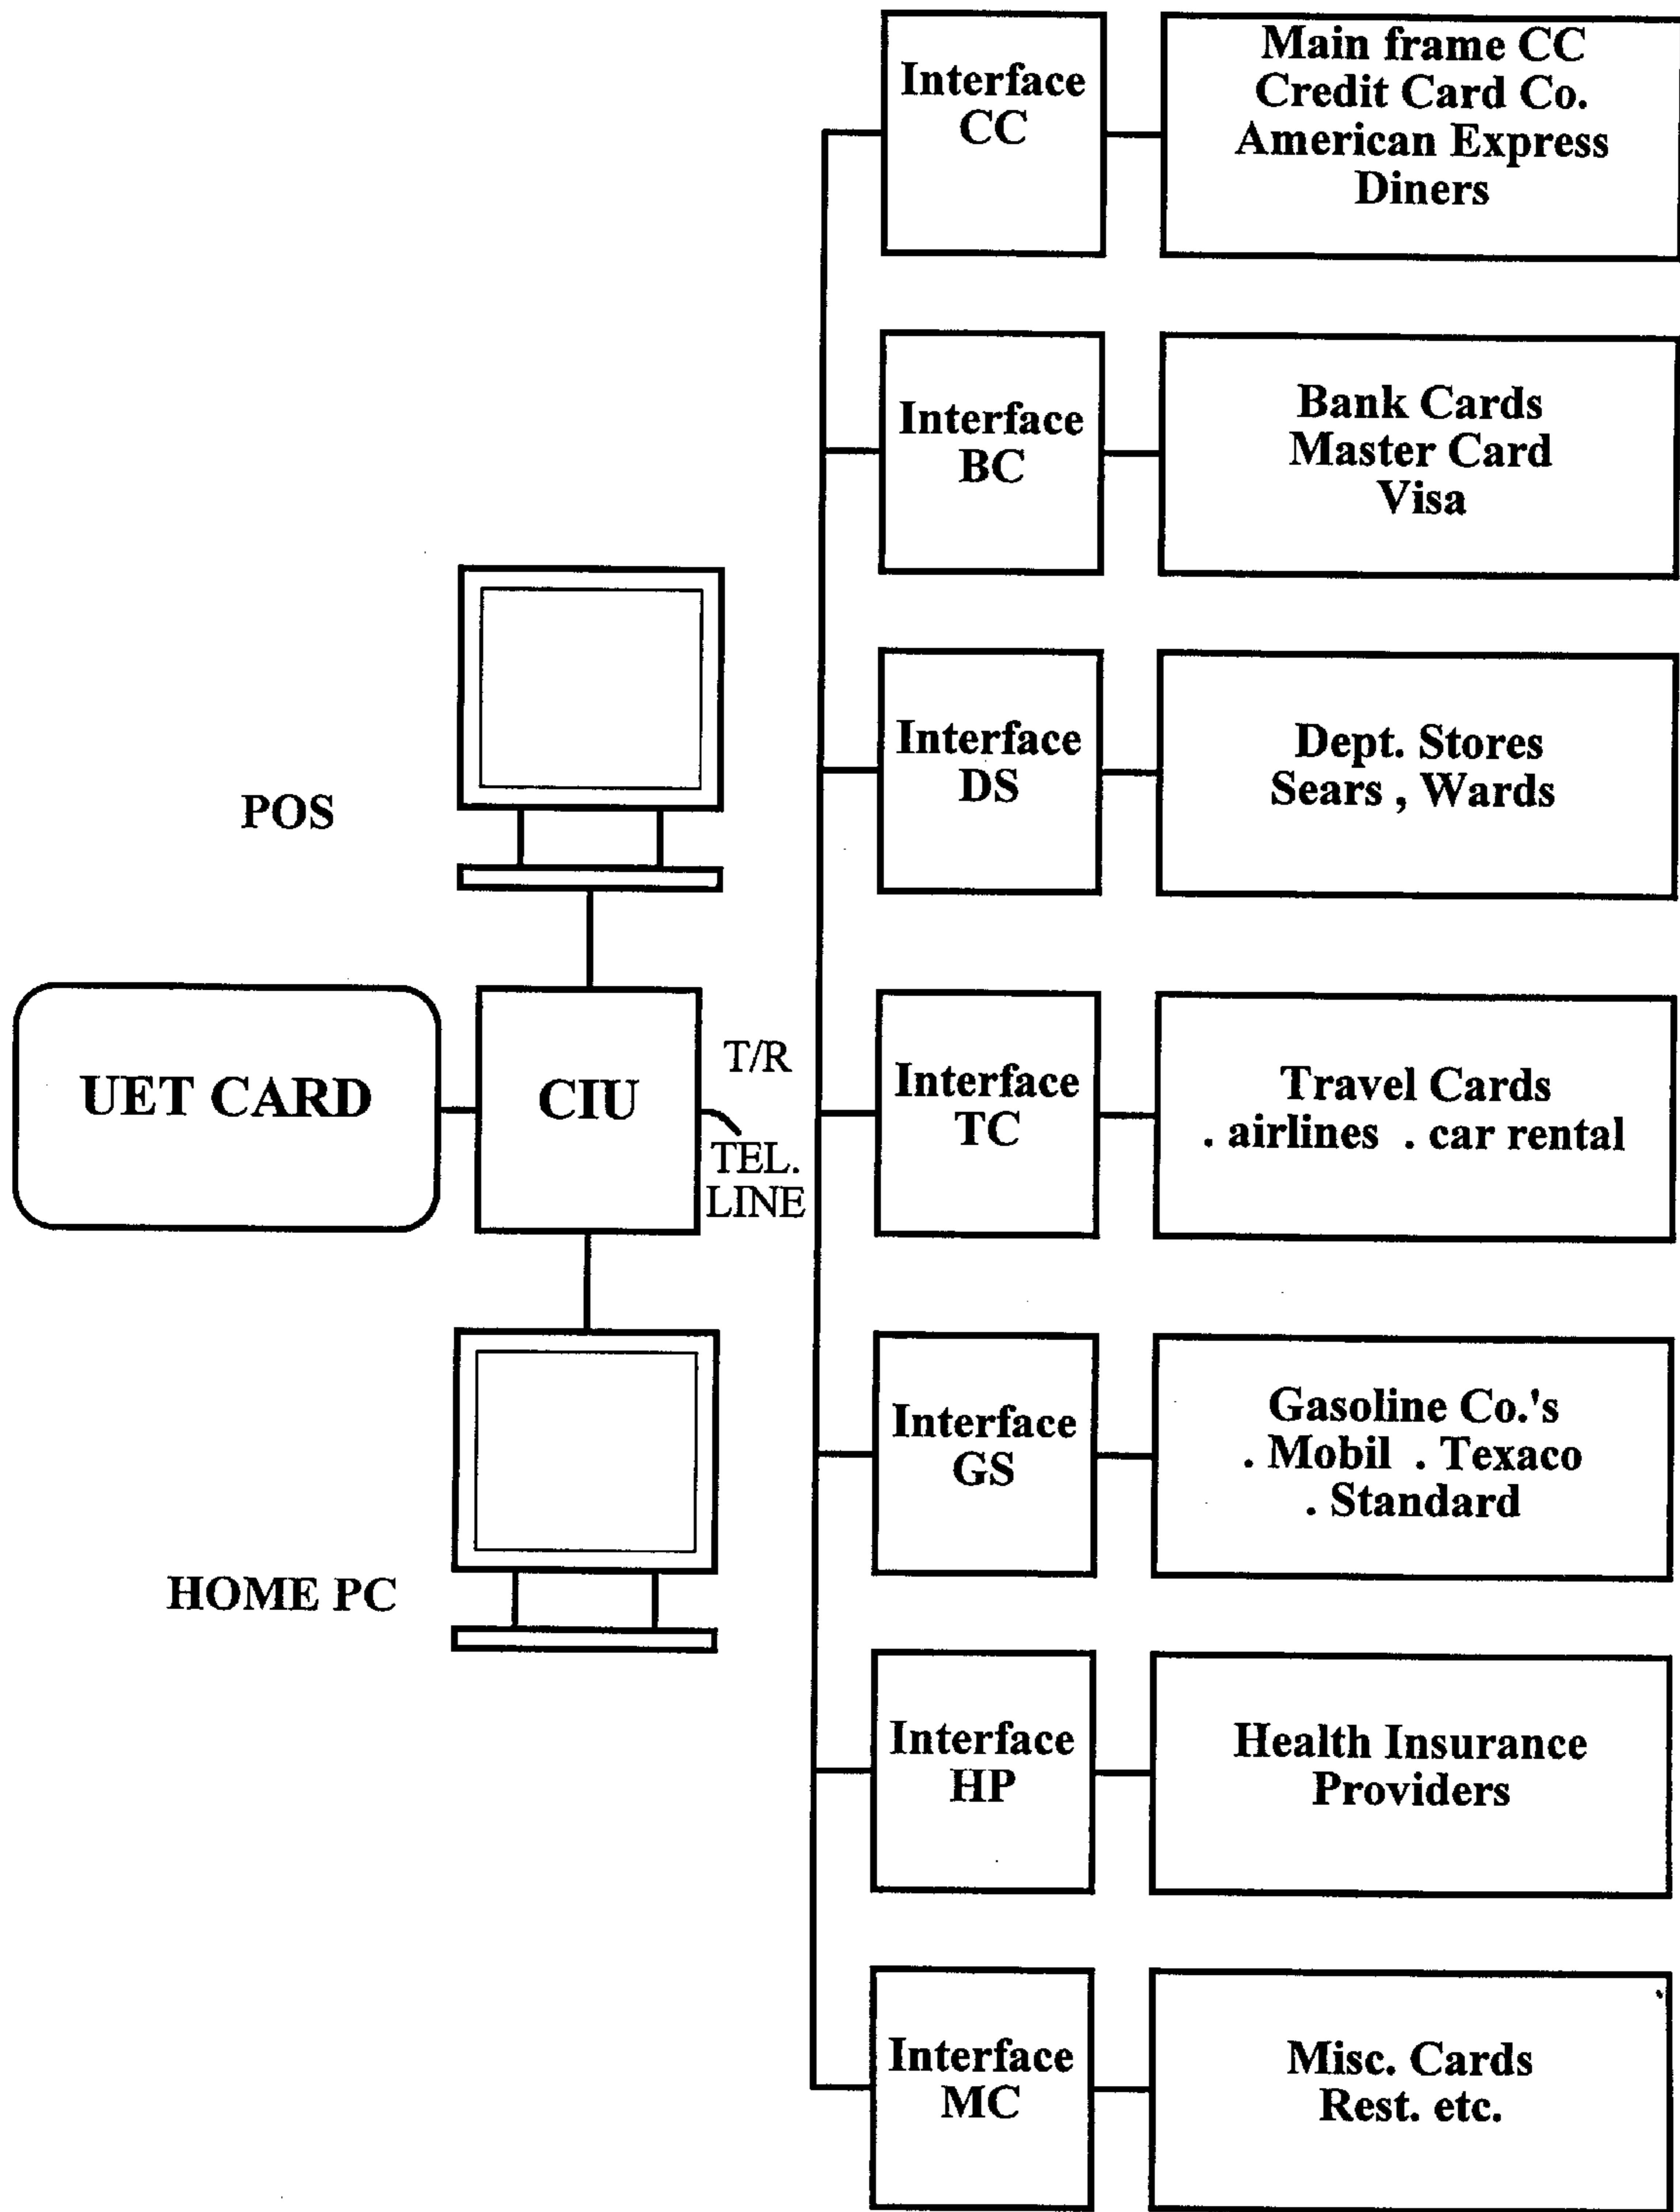 Interface
CC
Main frame CC
Credit Card Co.
American Express
Diners
Interface
BC
Bank Cards
Master Card
Visa
Interface
DS
Dept. Stores
Sears , Wards
POS
UET CARD
CIU
T/R
TEL.
LINE
Interface
TC
Travel Cards
. airlines . car rental
HOME PC
Interface
GS
Gasoline Co.'s
. Mobil . Texaco
. Standard
Interface
HP
Health Insurance
Providers
Interface
MC
Misc. Cards
Rest. etc.